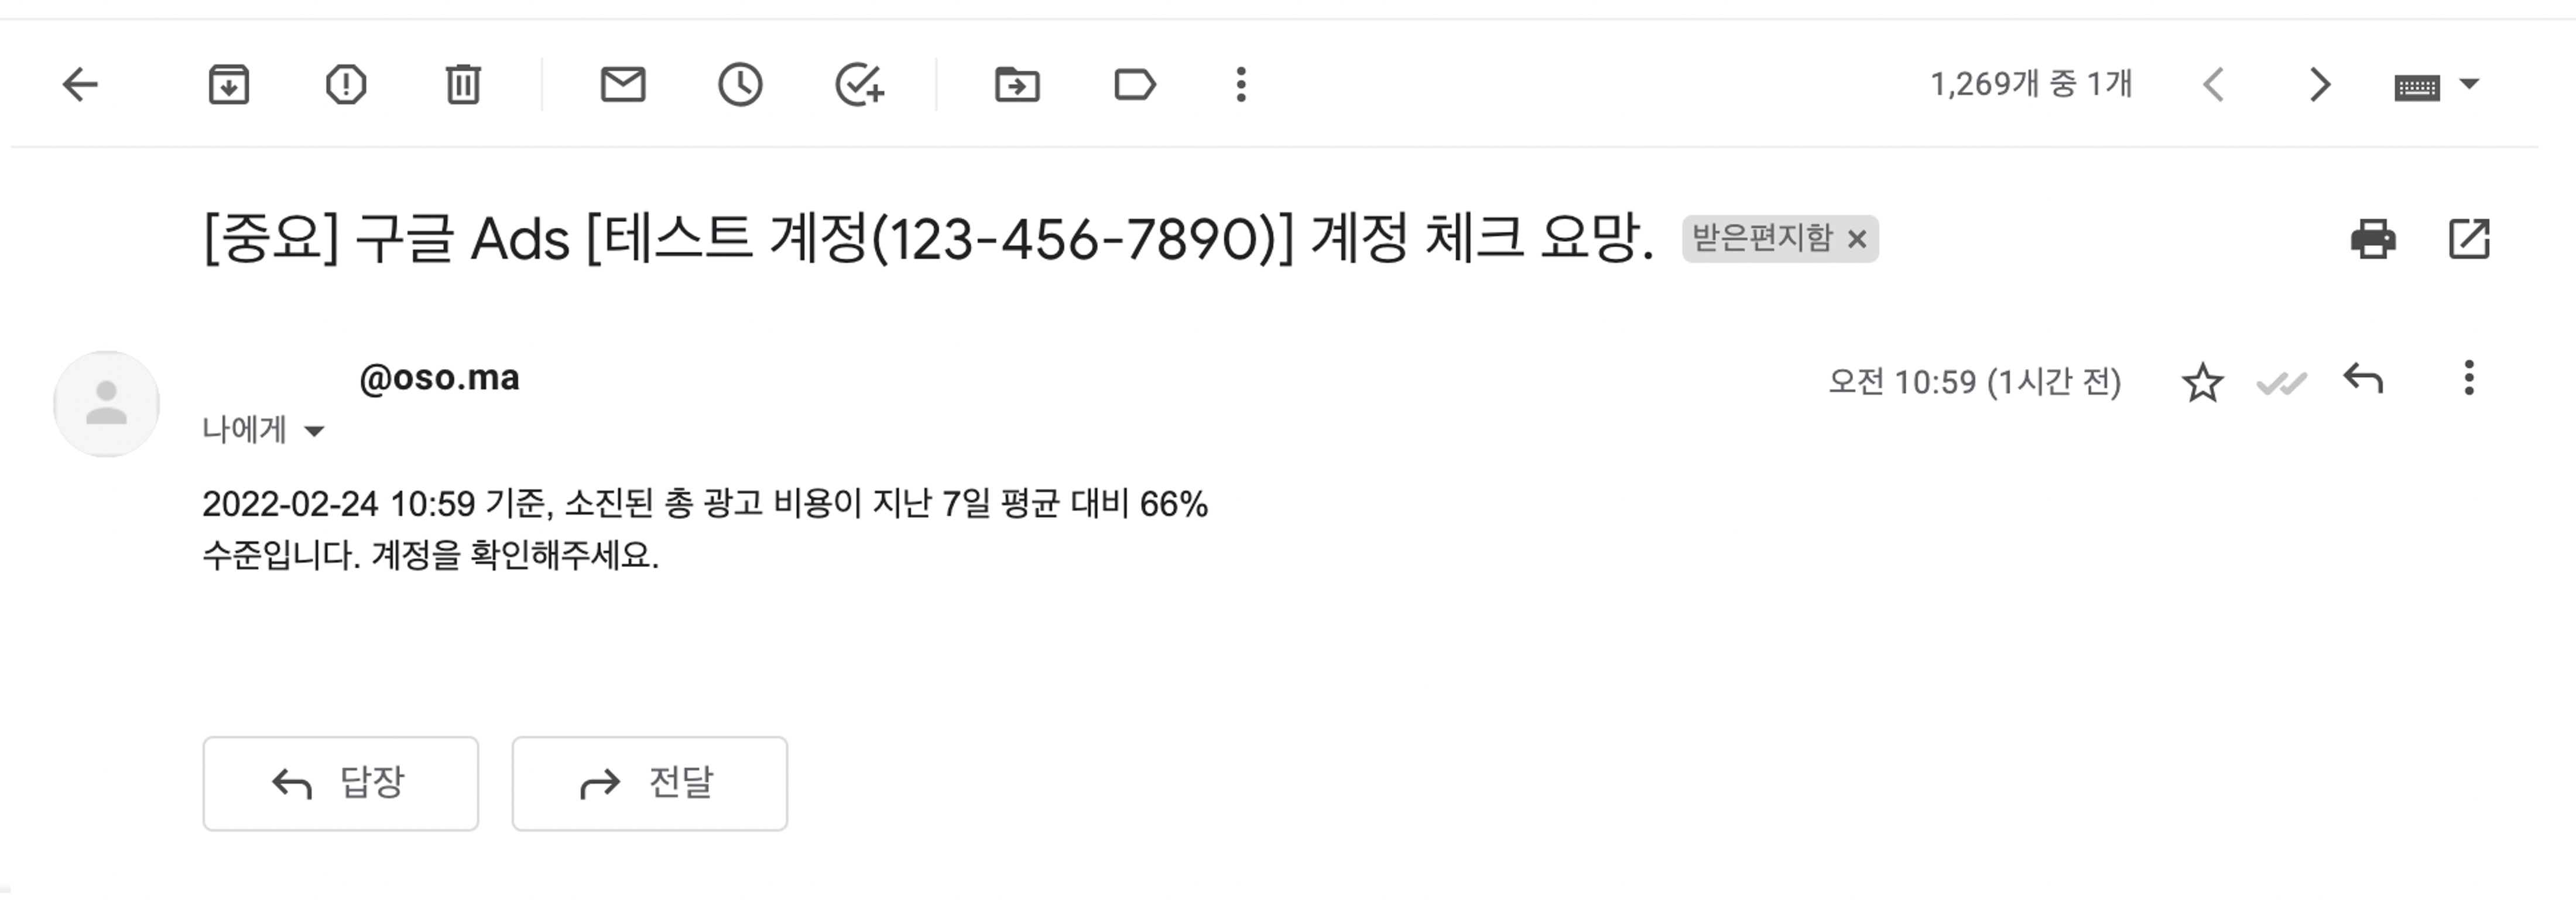 1,269개 중 1개
[중요] 구글 Ads [테스트 계정(123-456-7890)] 계정 체크 요망. 받은편지함
@oso.ma
오전 10:59 (1시간 전)
나에게
2022-02-24 10:59 기준, 소진된 총 광고 비용이 지난 7일 평균 대비 66%
수준입니다. 계정을 확인해주세요.
답장
전달